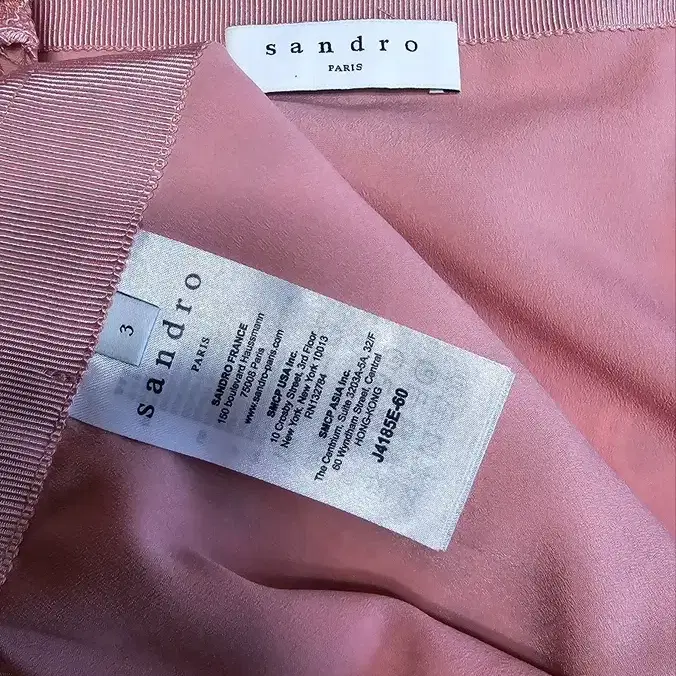 sandro
PARIS
3
sandro
PARIS
SANDRO FRANCE
150 boulevard Haussmann
75008 Paris
www.sandro-paris.com
SMCP USA Inc.
10 Crosby Street, 3rd Floor
New York, New York 10013
RN132784
SMCP ASIA Inc.
The Centrium, Suite 3203A-5A, 32/F
60 Wyndham Street, Central
HONG-KONG
J4185E-60